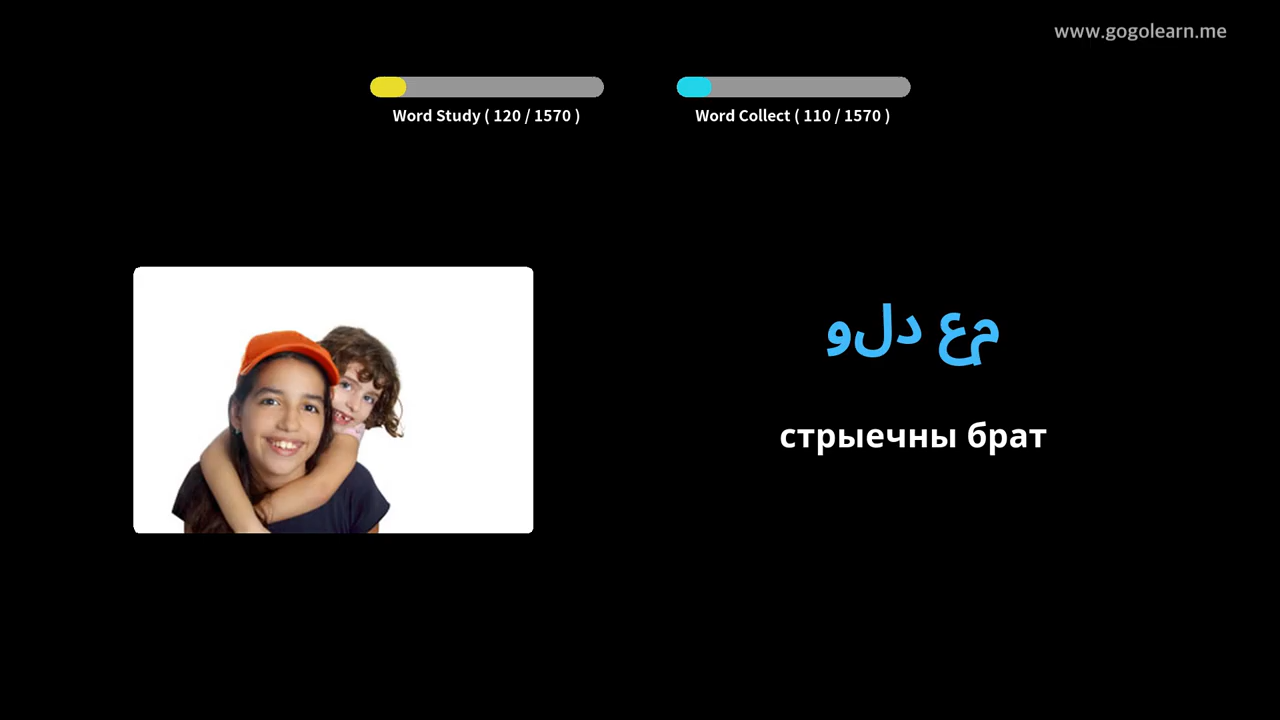 www.gogolearn.me
Word Study ( 120 / 1570 )
Word Collect ( 110 / 1570 )
ولد عم
стрыечны брат